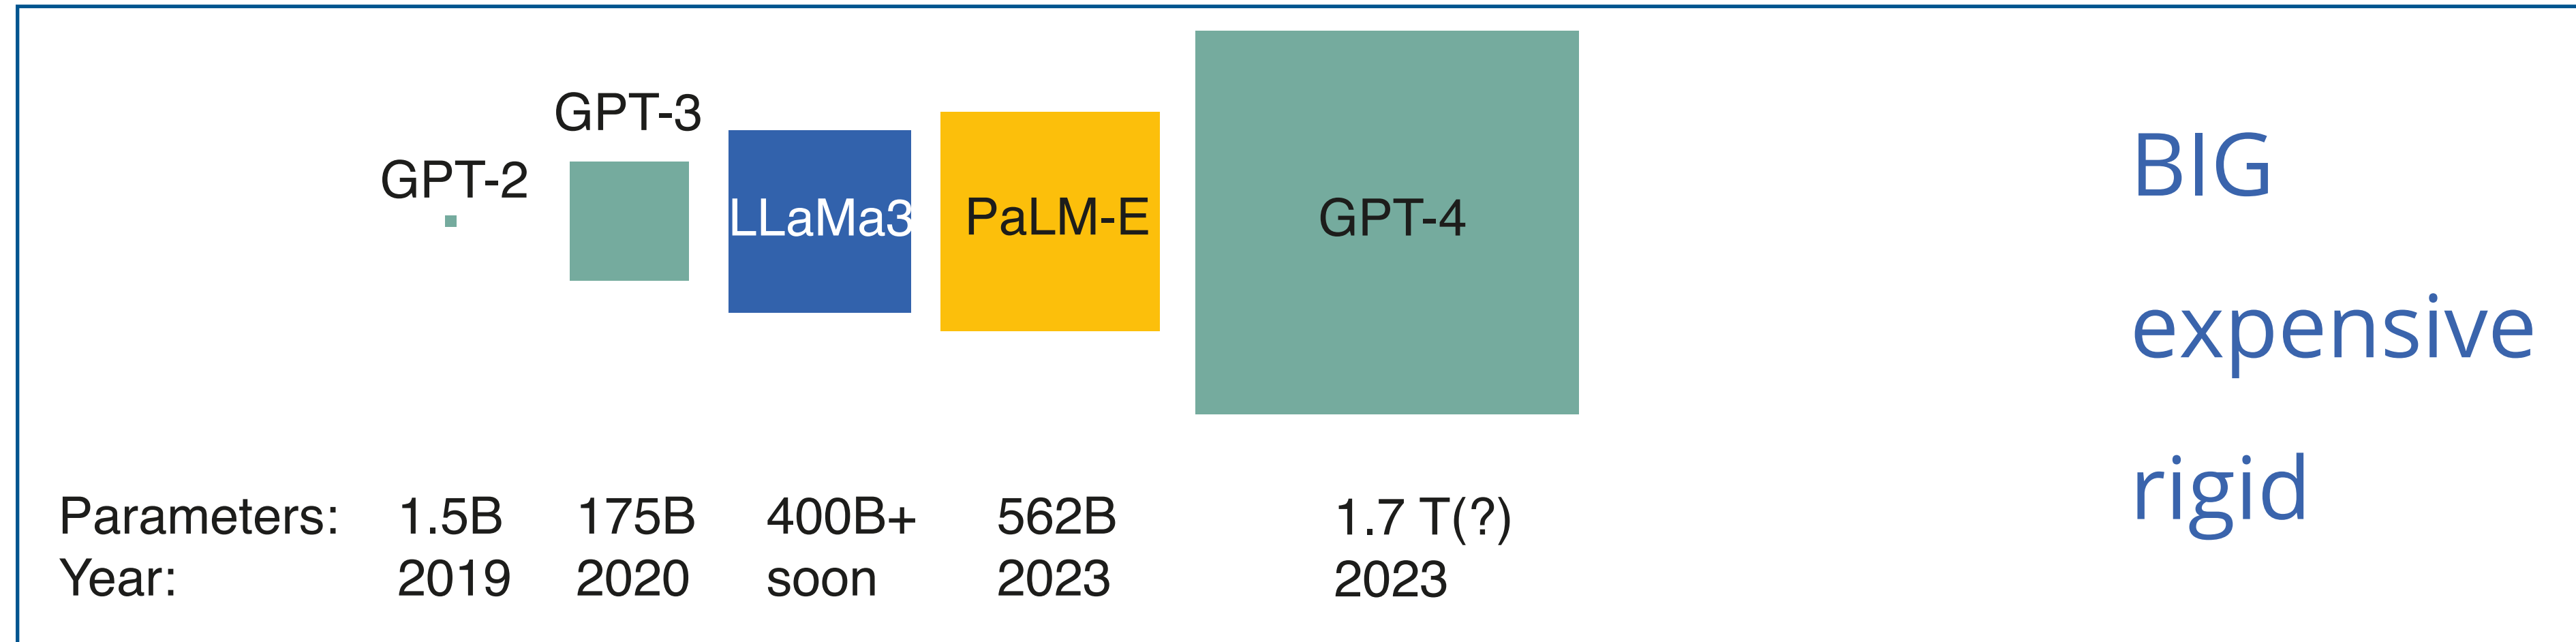 GPT-3
GPT-2
LLaMa3 PaLM-E GPT-4
Parameters: 1.5B 175B 400B+ 562B 1.7 T(?)
Year: 2019 2020 soon 2023 2023
BIG
expensive
rigid